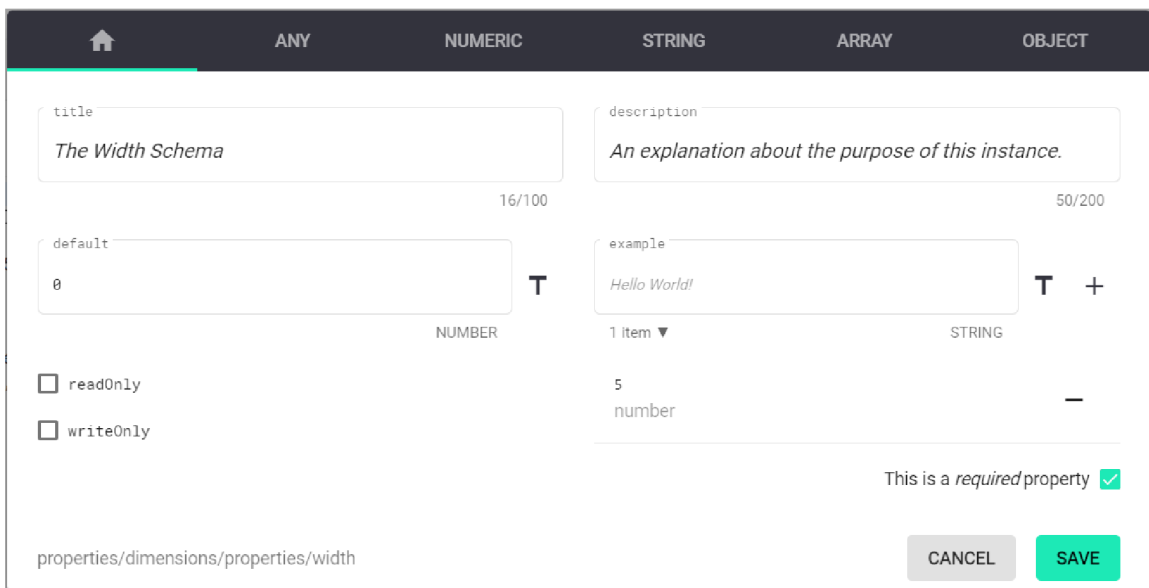 ANY NUMERIC STRING ARRAY OBJECT
title
The Width Schema
16/100
description
An explanation about the purpose of this instance.
50/200
default
0
NUMBER
example
Hello World!
1 item ▼ STRING
5
number
readOnly
writeOnly
This is a required property
properties/dimensions/properties/width
CANCEL SAVE